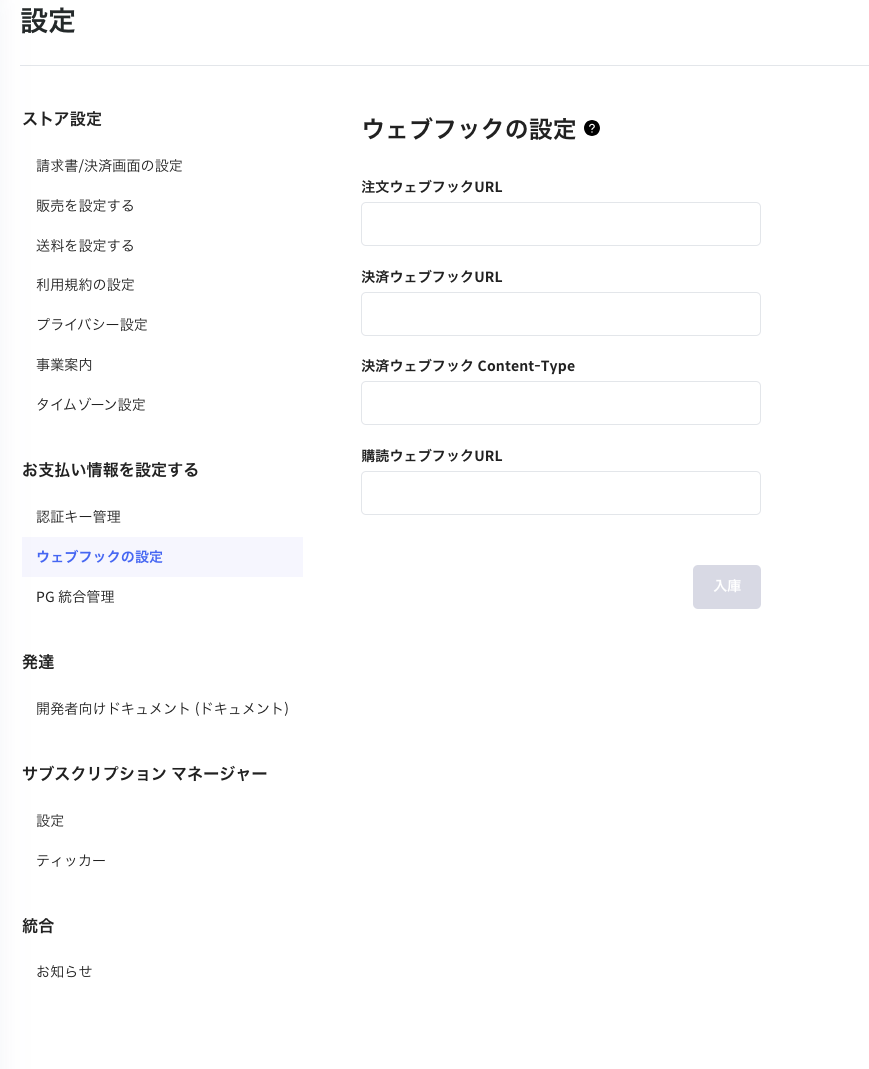 設定
ストア設定
請求書/決済画面の設定
販売を設定する
送料を設定する
利用規約の設定
プライバシー設定
事業案内
タイムゾーン設定
お支払い情報を設定する
認証キー管理
ウェブフックの設定
PG 統合管理
発達
開発者向けドキュメント (ドキュメント)
サブスクリプション マネージャー
設定
ティッカー
統合
お知らせ
ウェブフックの設定 ?
注文ウェブフックURL
決済ウェブフックURL
決済ウェブフック Content-Type
購読ウェブフックURL
入庫